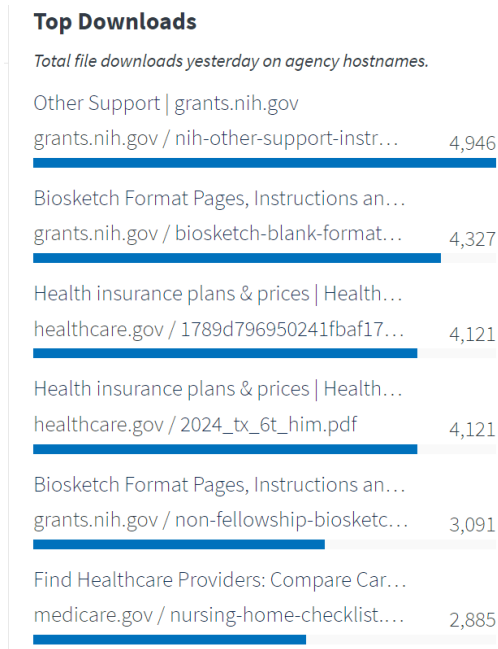 Top Downloads
Total file downloads yesterday on agency hostnames.
Other Support | grants.nih.gov
grants.nih.gov / nih-other-support-instr…
4,946
Biosketch Format Pages, Instructions an…
grants.nih.gov / biosketch-blank-format…
4,327
Health insurance plans & prices | Health…
healthcare.gov / 1789d796950241fbaf17…
4,121
Health insurance plans & prices | Health…
healthcare.gov / 2024_tx_6t_him.pdf
4,121
Biosketch Format Pages, Instructions an…
grants.nih.gov / non-fellowship-biosketc…
3,091
Find Healthcare Providers: Compare Car…
medicare.gov / nursing-home-checklist.…
2,885